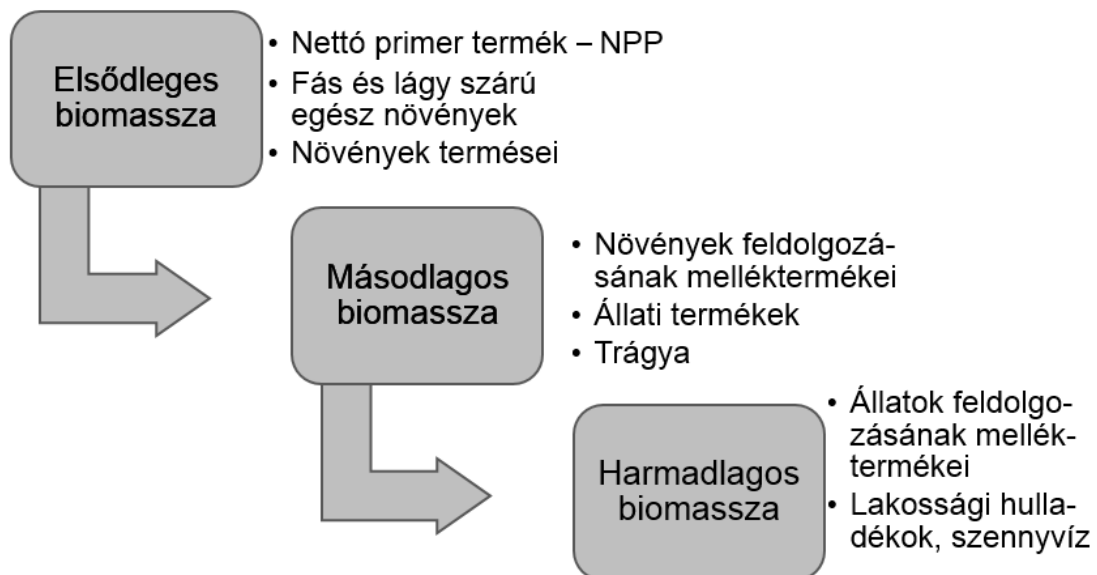 Elsődleges
biomassza
• Nettó primer termék – NPP
• Fás és lágy szárú
egész növények
• Növények termései
Másodlagos
biomassza
• Növények feldolgozá-
sának melléktermékei
• Állati termékek
• Trágya
Harmadlagos
biomassza
• Állatok feldolgo-
zásának mellék-
termékei
• Lakossági hulla-
dékok, szennyvíz